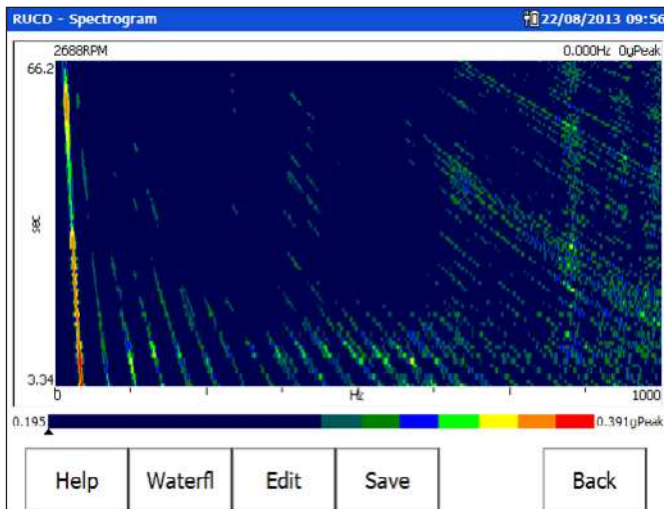 RUCD - Spectrogram 22/08/2013 09:56
2688RPM 0.000Hz 0gPeak
66.2
sec
3.34
0 Hz 1000
0.195 0.391gPeak
Help Waterfl Edit Save Back